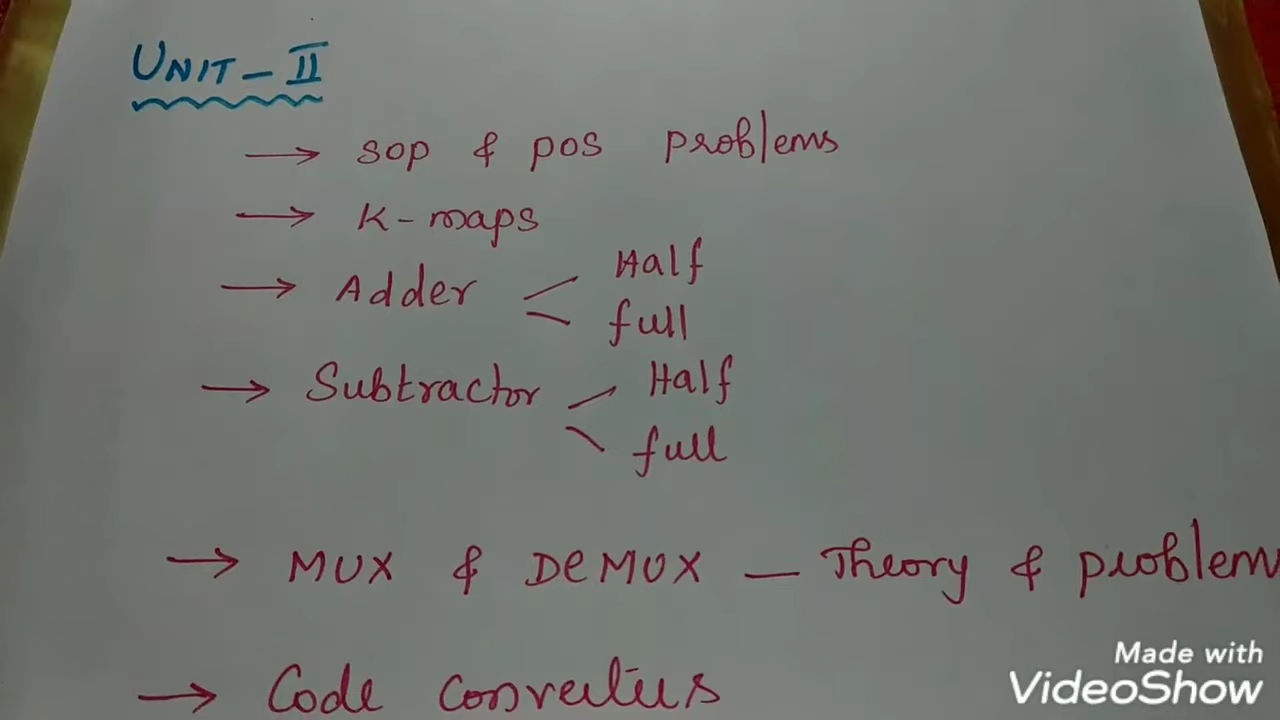 UNIT - II
→ SOP & POS problems
→ K-maps
→ Adder
Half
full
→ Subtractor
Half
full
→ MUX & DeMUX — Theory & problem
→ Code converters
Made with
VideoShow